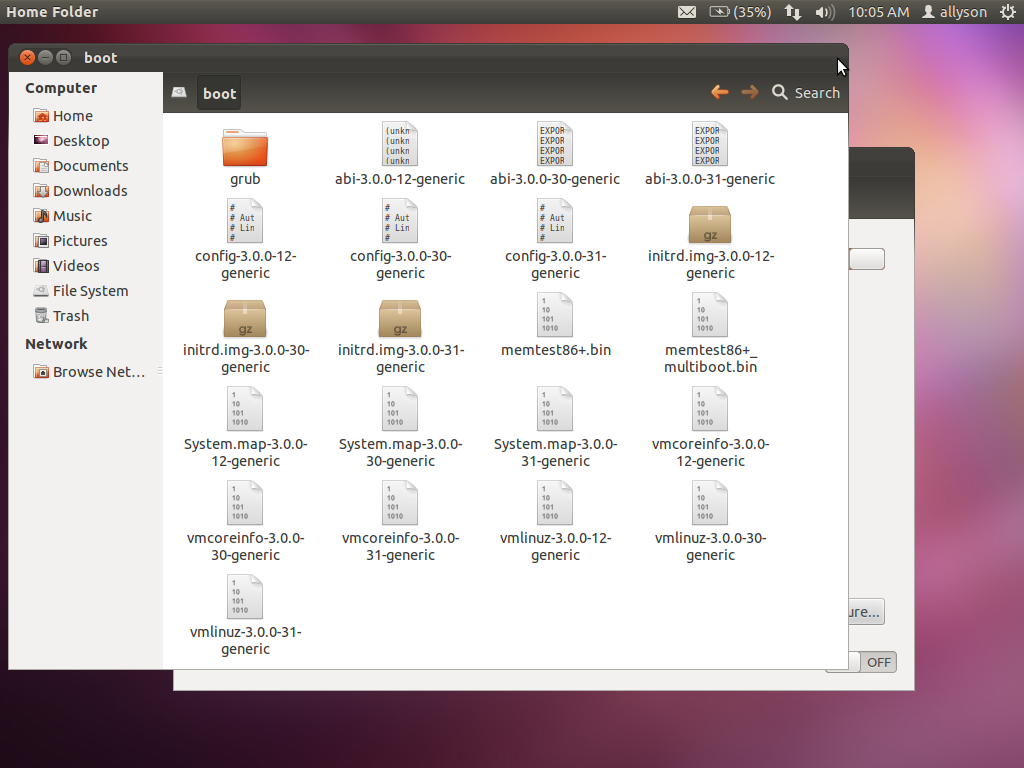 Home Folder (35%) 10:05 AM allyson
boot
Computer
Home
Desktop
Documents
Downloads
Music
Pictures
Videos
File System
Trash
Network
Browse Net...
boot Search
grub
(unkn
(unkn
(unkn
(unkn
abi-3.0.0-12-generic
EXPOR
EXPOR
EXPOR
EXPOR
abi-3.0.0-30-generic
EXPOR
EXPOR
EXPOR
EXPOR
abi-3.0.0-31-generic
#
# Aut
# Lin
#
config-3.0.0-12-
generic
#
# Aut
# Lin
#
config-3.0.0-30-
generic
#
# Aut
# Lin
#
config-3.0.0-31-
generic
gz
initrd.img-3.0.0-12-
generic
gz
initrd.img-3.0.0-30-
generic
gz
initrd.img-3.0.0-31-
generic
1
10
101
1010
memtest86+.bin
1
10
101
1010
memtest86+_
multiboot.bin
1
10
101
1010
System.map-3.0.0-
12-generic
1
10
101
1010
System.map-3.0.0-
30-generic
1
10
101
1010
System.map-3.0.0-
31-generic
1
10
101
1010
vmcoreinfo-3.0.0-
12-generic
1
10
101
1010
vmcoreinfo-3.0.0-
30-generic
1
10
101
1010
vmcoreinfo-3.0.0-
31-generic
1
10
101
1010
vmlinuz-3.0.0-12-
generic
1
10
101
1010
vmlinuz-3.0.0-30-
generic
1
10
101
1010
vmlinuz-3.0.0-31-
generic
ure...
OFF